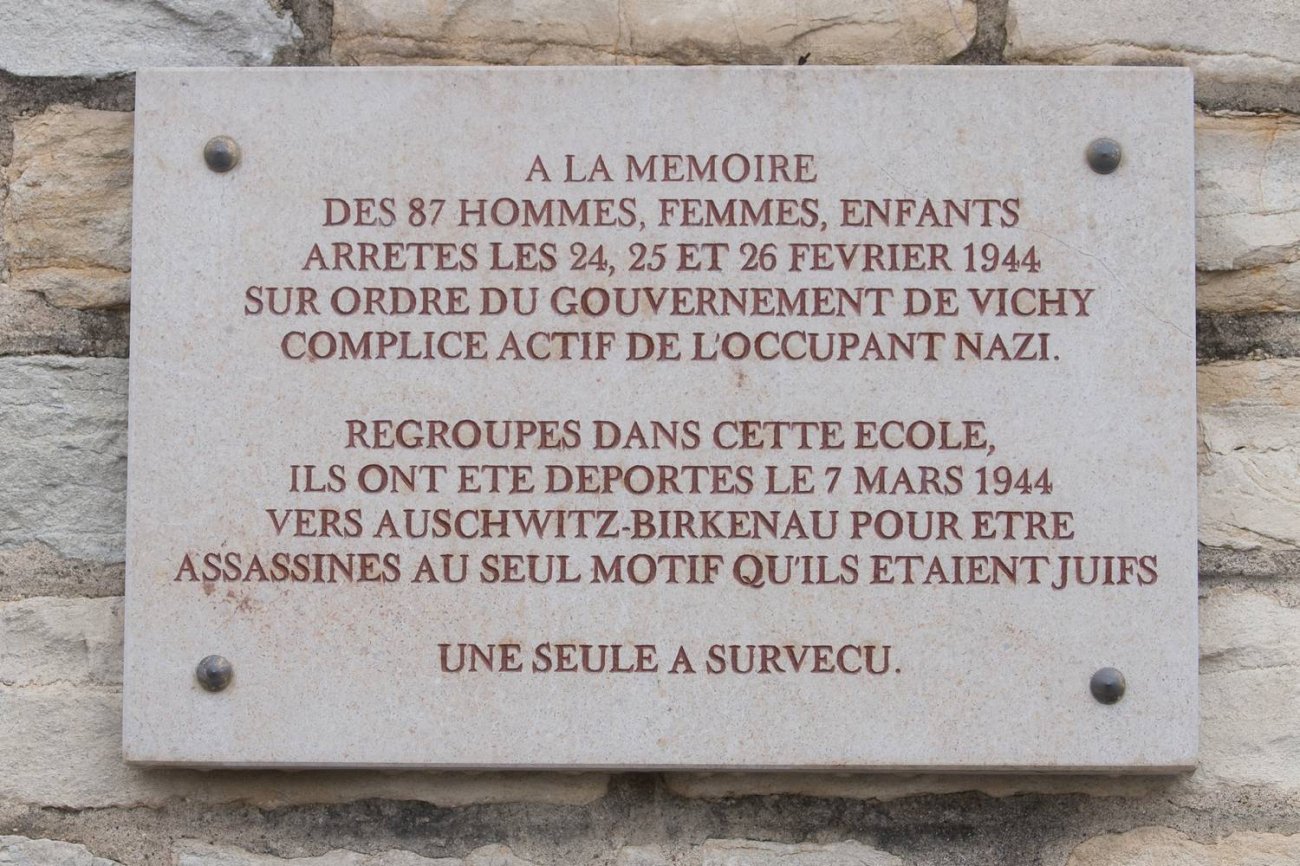 A LA MEMOIRE
DES 87 HOMMES, FEMMES, ENFANTS
ARRETES LES 24, 25 ET 26 FEVRIER 1944
SUR ORDRE DU GOUVERNEMENT DE VICHY
COMPLICE ACTIF DE L'OCCUPANT NAZI.
REGROUPES DANS CETTE ECOLE,
ILS ONT ETE DEPORTES LE 7 MARS 1944
VERS AUSCHWITZ-BIRKENAU POUR ETRE
ASSASSINES AU SEUL MOTIF QU'ILS ETAIENT JUIFS
UNE SEULE A SURVECU.